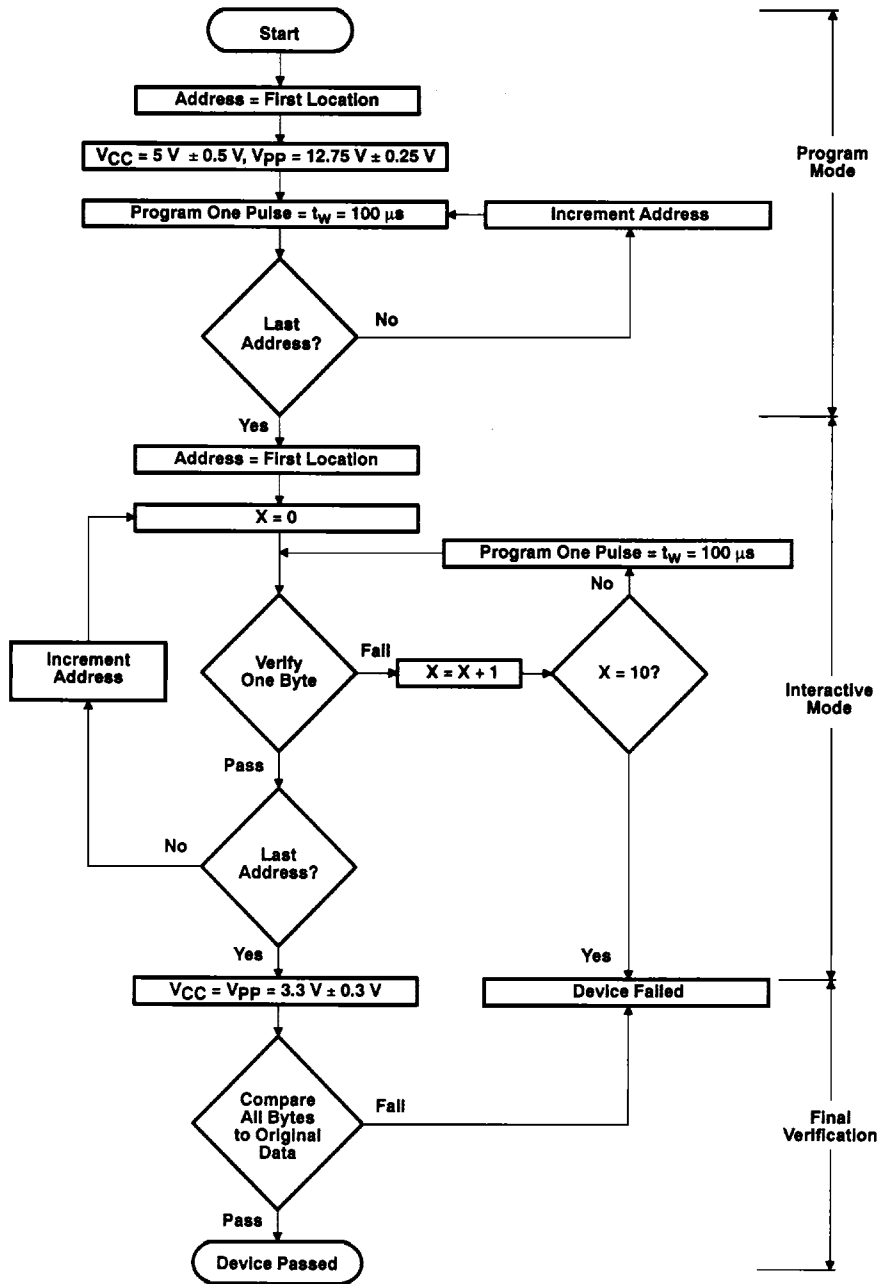 Start
Address = First Location
VCC = 5 V ± 0.5 V, VPP = 12.75 V ± 0.25 V
Program
Mode
Program One Pulse = tw = 100 μs
Increment Address
Last
Address?
No
Yes
Address = First Location
X = 0
Program One Pulse = tw = 100 μs
No
Increment
Address
Verify
One Byte
Fail
X = X + 1
X = 10?
Interactive
Mode
Pass
No
Last
Address?
Yes
Yes
VCC = VPP = 3.3 V ± 0.3 V
Device Failed
Compare
All Bytes
to Original
Data
Fail
Final
Verification
Pass
Device Passed